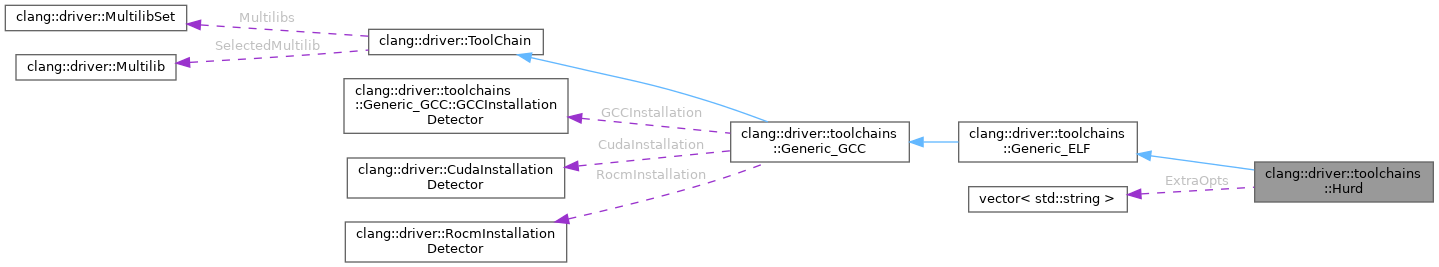 clang::driver::MultilibSet
Multilibs
clang::driver::ToolChain
SelectedMultilib
clang::driver::Multilib
clang::driver::toolchains
::Generic_GCC::GCCInstallation
Detector
GCCInstallation
clang::driver::toolchains
::Generic_GCC
clang::driver::toolchains
::Generic_ELF
CudaInstallation
clang::driver::CudaInstallation
Detector
RocmInstallation
clang::driver::toolchains
::Hurd
ExtraOpts
vector< std::string >
clang::driver::RocmInstallation
Detector